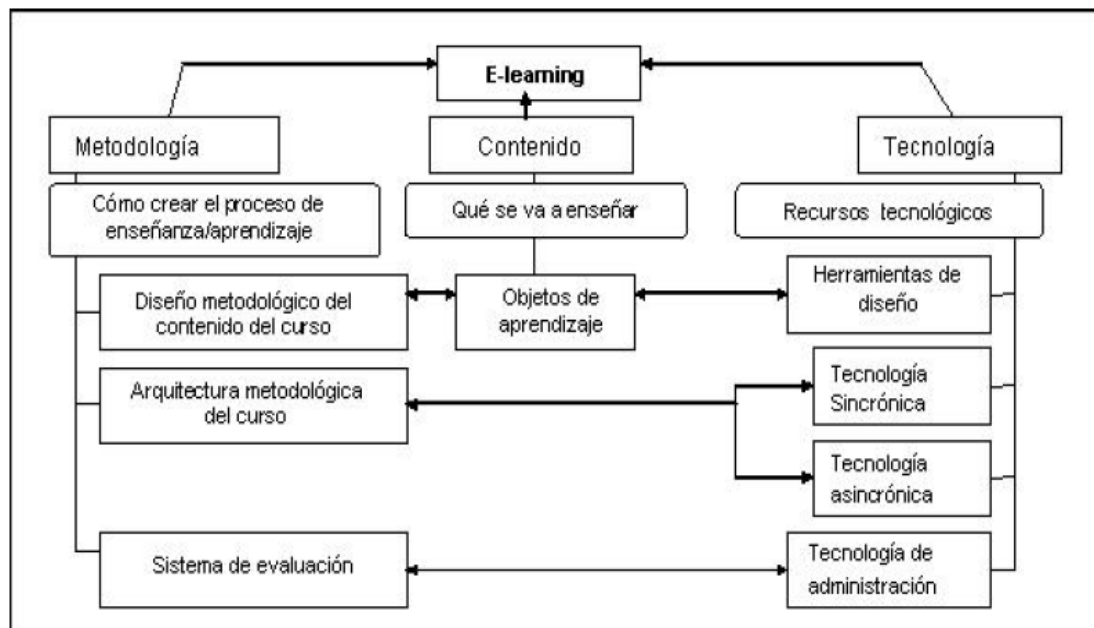 E-learning
Metodología
Contenido
Tecnología
Cómo crear el proceso de
enseñanza/aprendizaje
Qué se va a enseñar
Recursos tecnológicos
Diseño metodológico del
contenido del curso
Objetos de
aprendizaje
Herramientas de
diseño
Arquitectura metodológica
del curso
Tecnología
Sincrónica
Tecnología
asincrónica
Sistema de evaluación
Tecnología de
administración